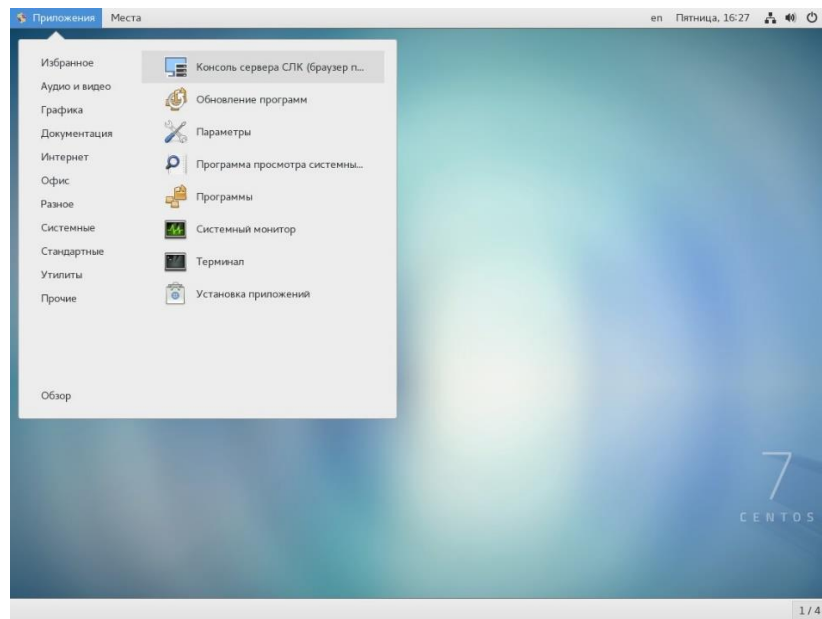 Приложения Места en Пятница, 16:27
Избранное
Аудио и видео
Графика
Документация
Интернет
Офис
Разное
Системные
Стандартные
Утилиты
Прочие
Обзор
Консоль сервера СЛК (браузер п...
Обновление программ
Параметры
Программа просмотра системны...
Программы
Системный монитор
Терминал
Установка приложений
7
CENTOS
1 / 4